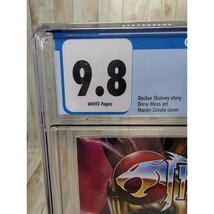 9.8
WHITE Pages
Declan Shalvey story
Drew Moss art
Martin Zavala cover